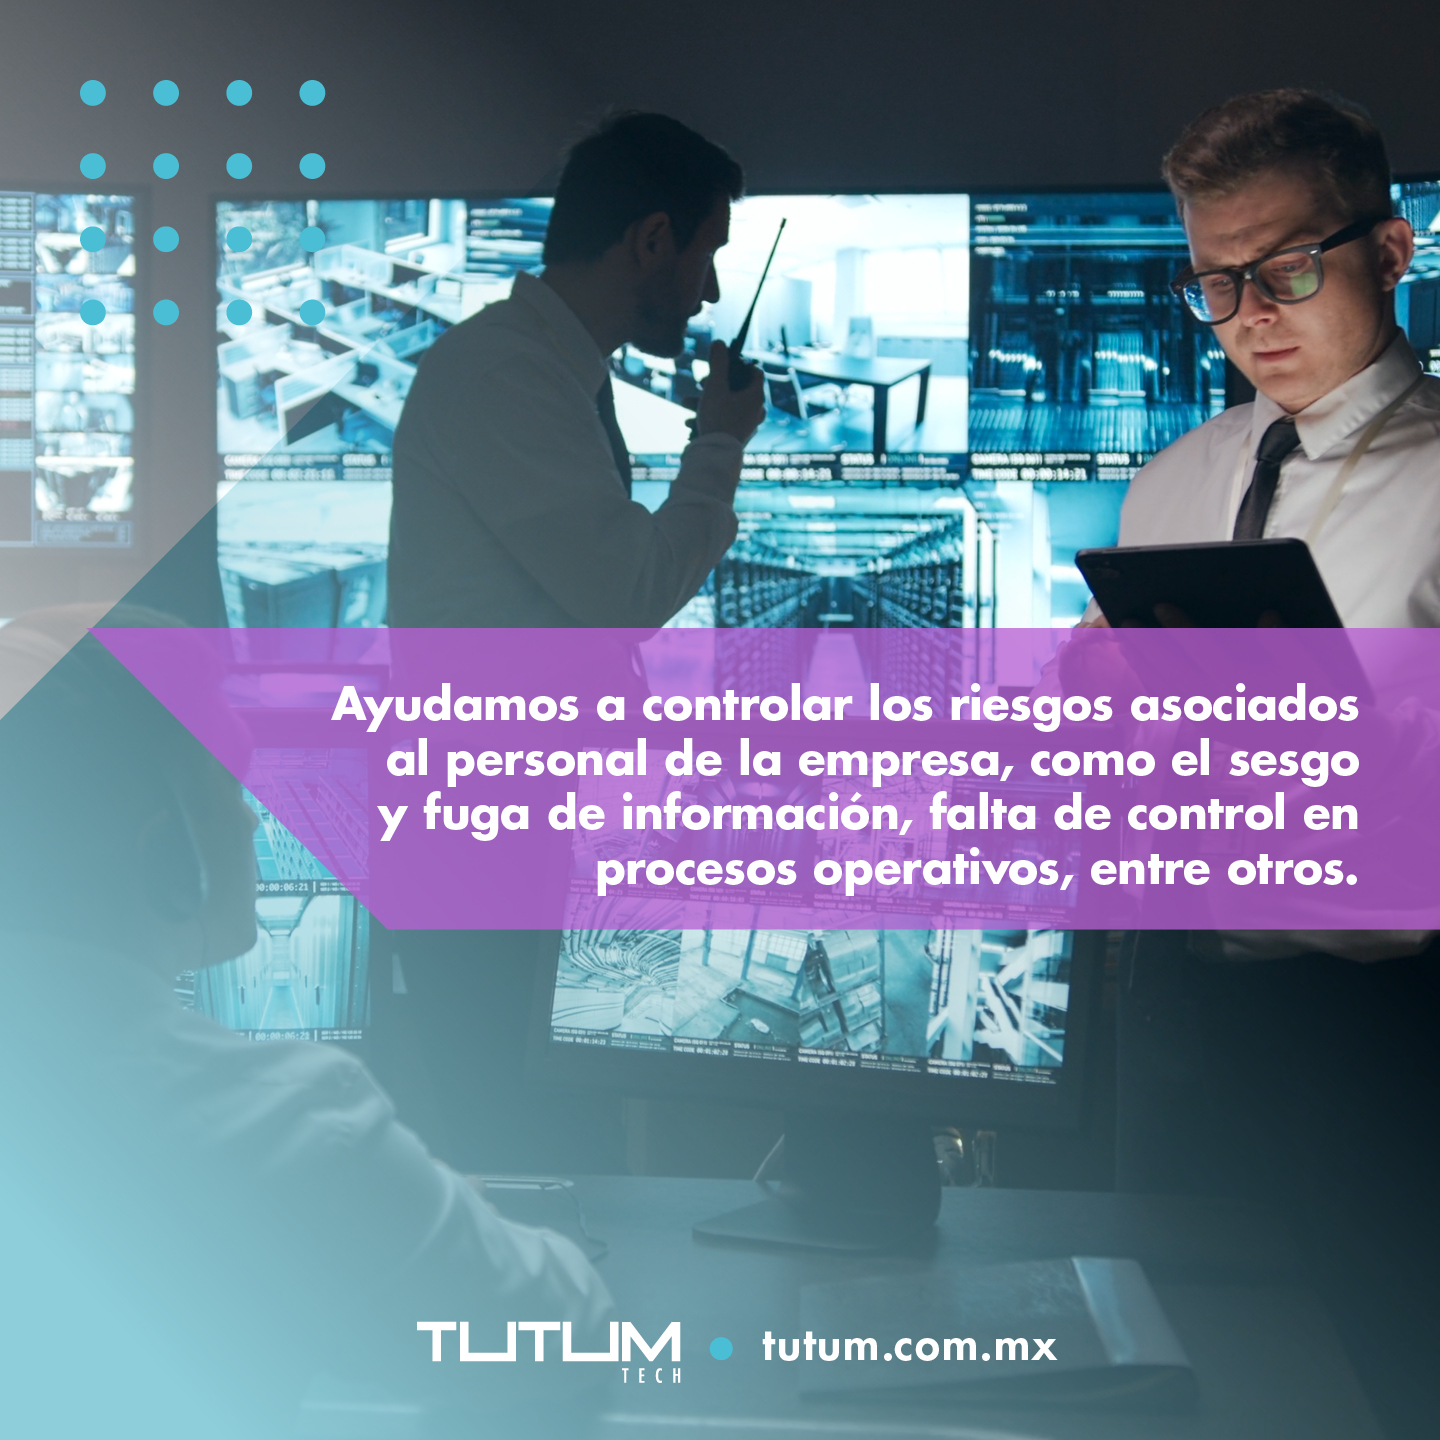 Ayudamos a controlar los riesgos asociados
al personal de la empresa, como el sesgo
y fuga de información, falta de control en
procesos operativos, entre otros.
TUTUM
TECH
tutum.com.mx